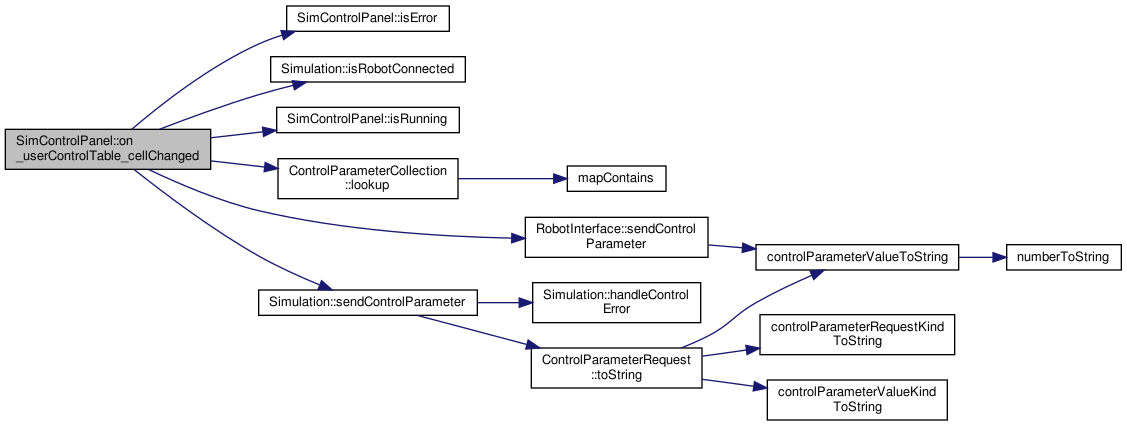 SimControlPanel::isError
Simulation::isRobotConnected
SimControlPanel::isRunning
SimControlPanel::on
_userControlTable_cellChanged
ControlParameterCollection
::lookup
mapContains
RobotInterface::sendControl
Parameter
controlParameterValueToString
numberToString
Simulation::sendControlParameter
Simulation::handleControl
Error
controlParameterRequestKind
ToString
ControlParameterRequest
::toString
controlParameterValueKind
ToString